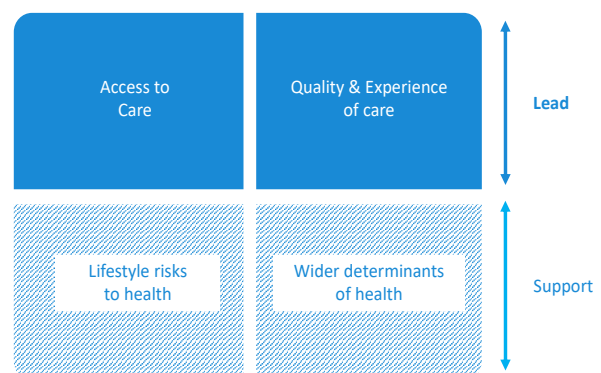 Access to
Care
Quality & Experience
of care
Lead
Lifestyle risks
to health
Wider determinants
of health
Support